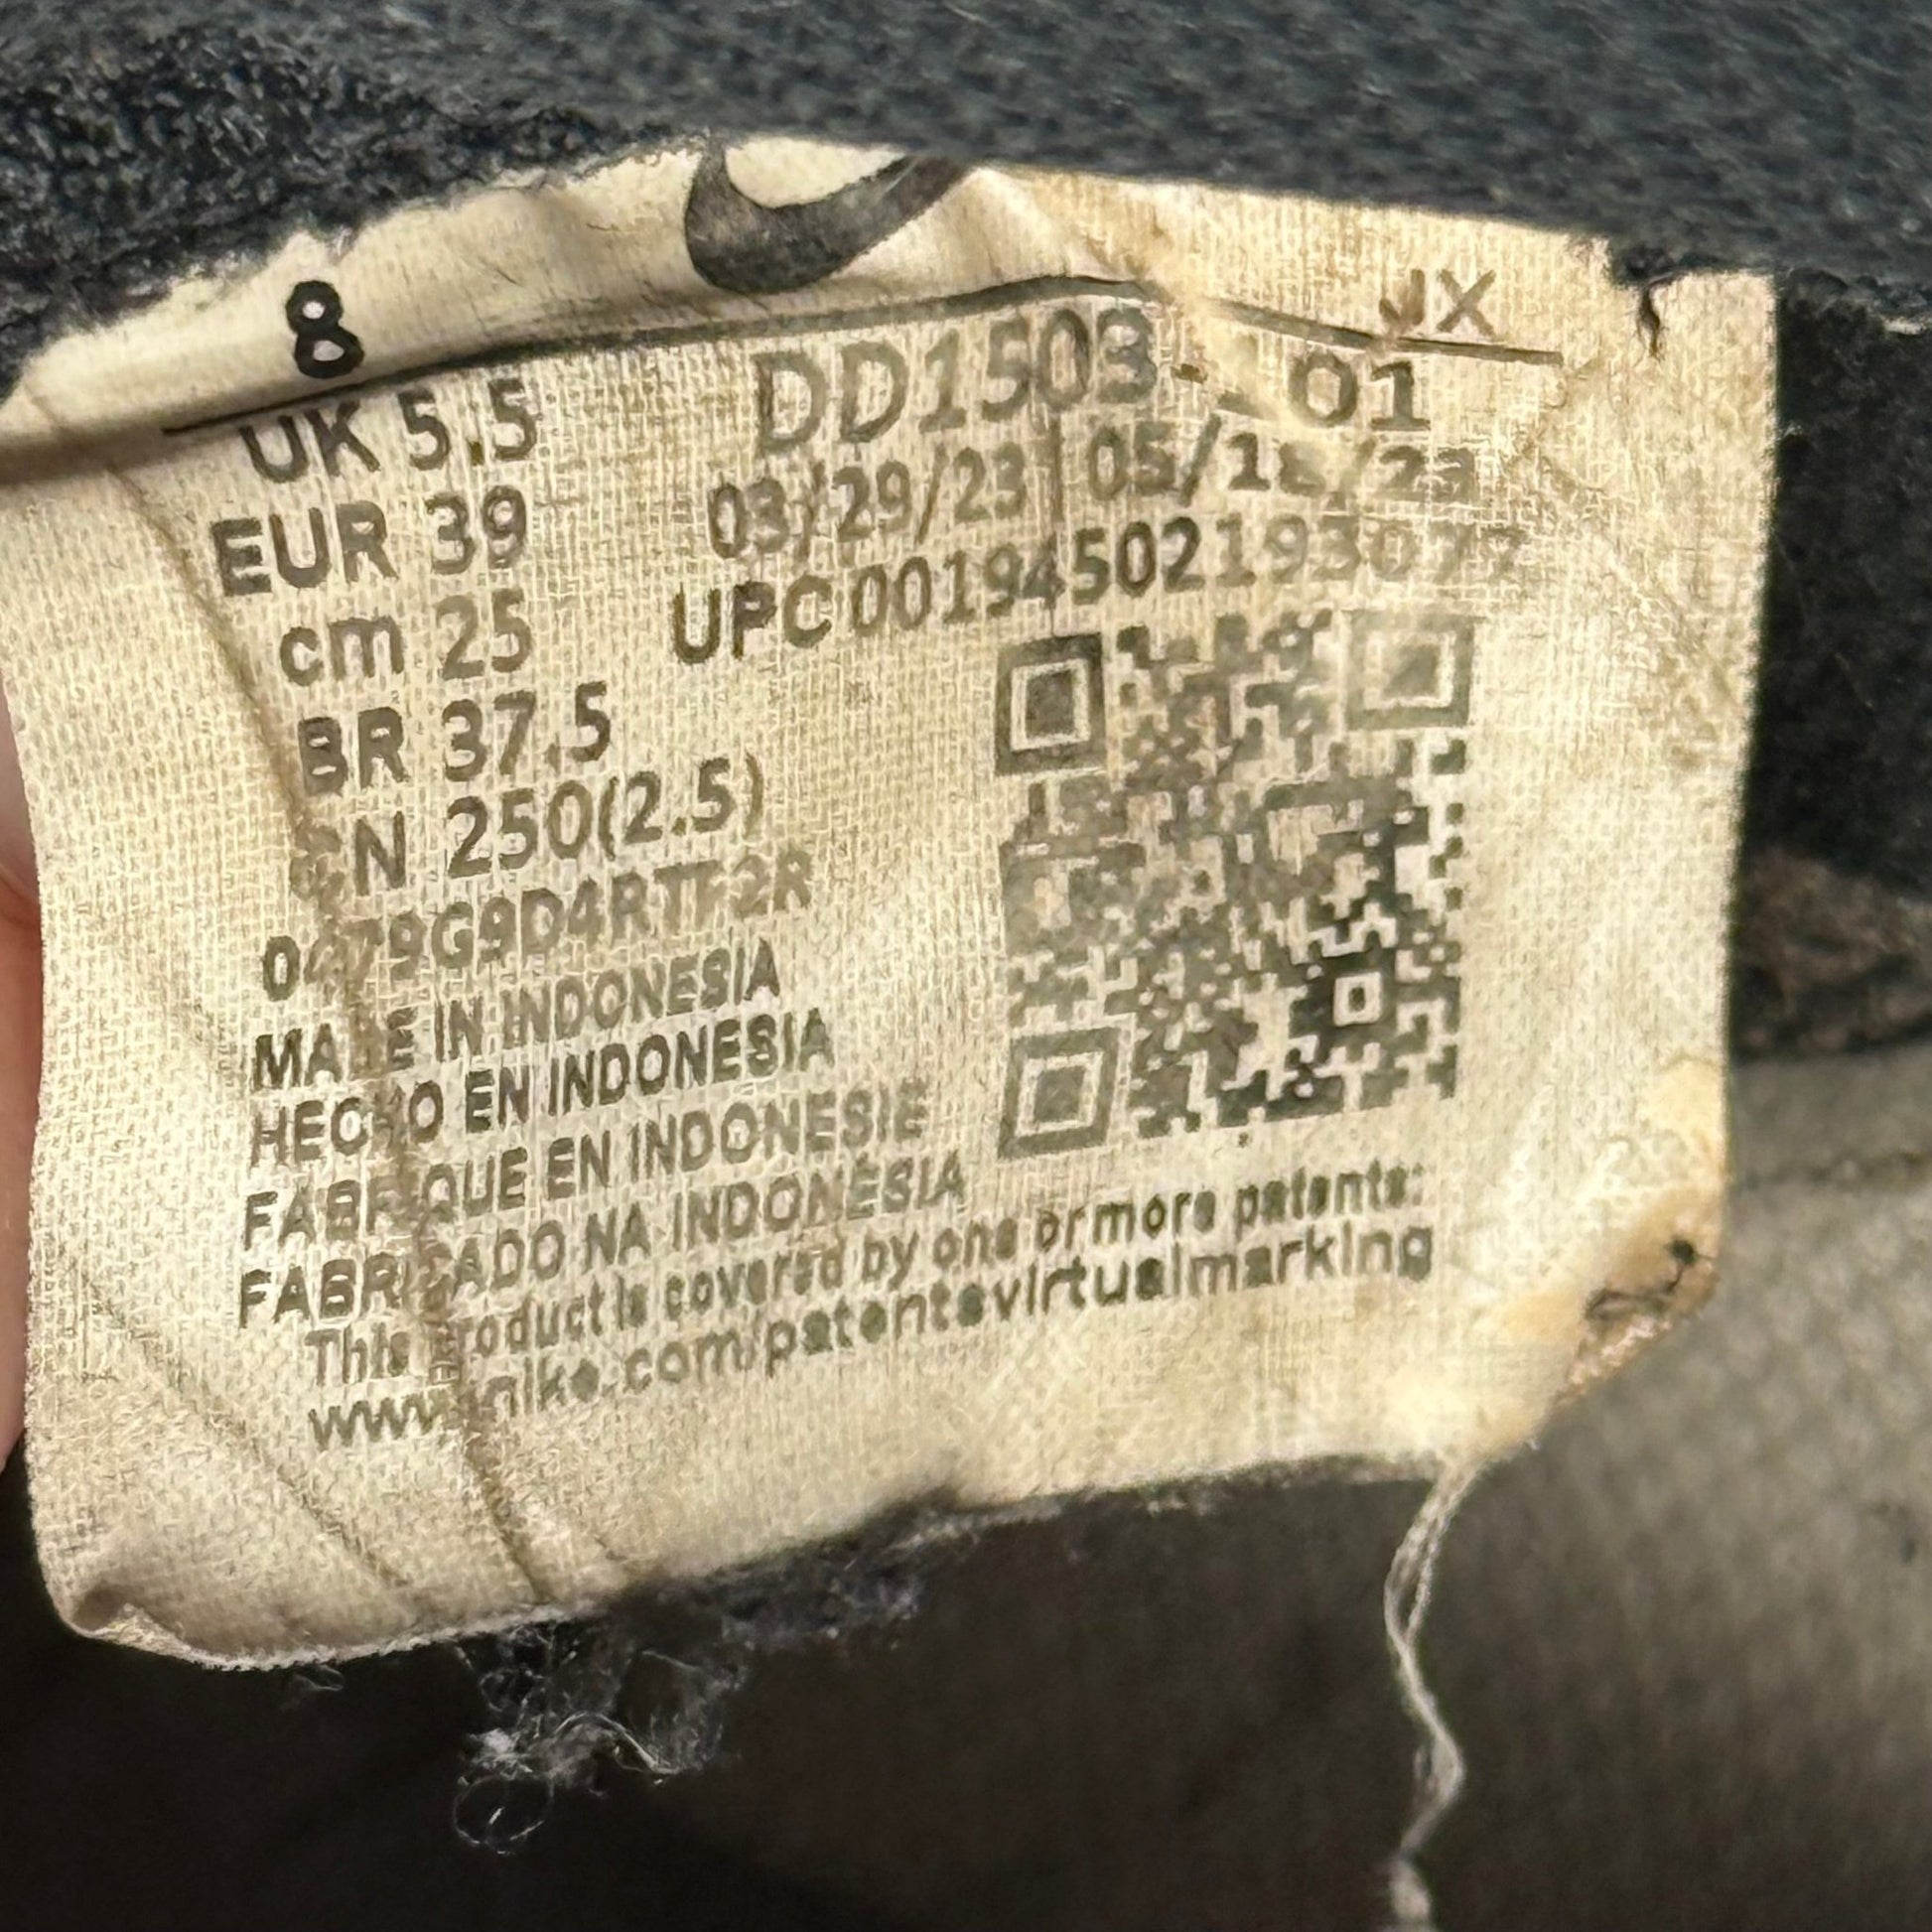 JX
8
UK 5.5
EUR 39
cm 25
BR 37.5
CN 250(2.5)
MADE IN INDONESIA
HECHO EN INDONESIA
FABRIQUE EN INDONESIE
FABRICADO NA INDONÉSIA
This product is covered by one or more patents:
www.nike.com/patentsvirtualmarking
03/29/23
UPC 00194502193077